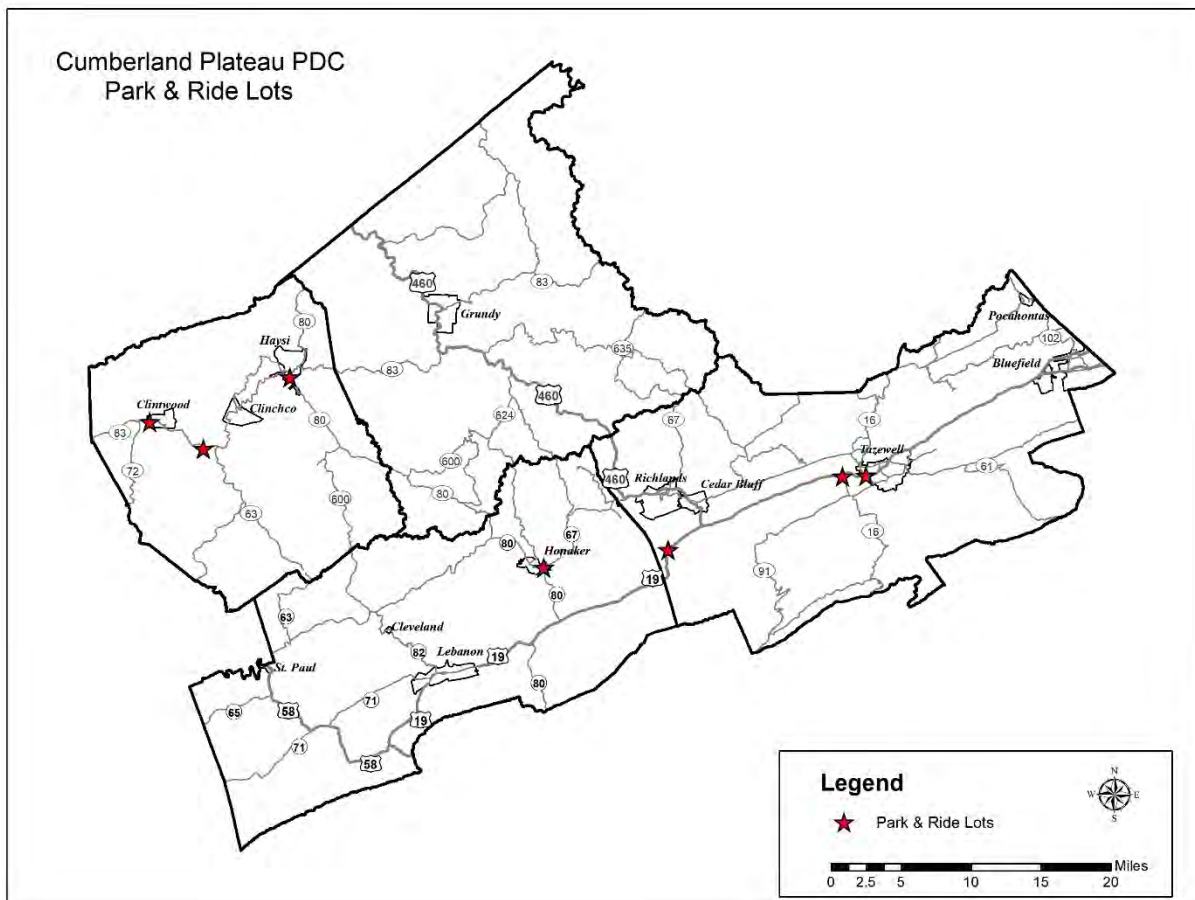 Cumberland Plateau PDC
Park & Ride Lots
460
83
Grundy
80
Haysi
635
Pocahontas
102
Bluefield
83
Clintwood
Clinchco
460
624
67
16
83
80
Tazewell
72
600
Richlands
Cedar Bluff
460
61
80
600
63
67
16
80
Honaker
91
19
80
63
Cleveland
82
Lebanon
19
St. Paul
80
65
58
71
19
71
58
Legend
N
W
E
S
Park & Ride Lots
Miles
0 2.5 5 10 15 20